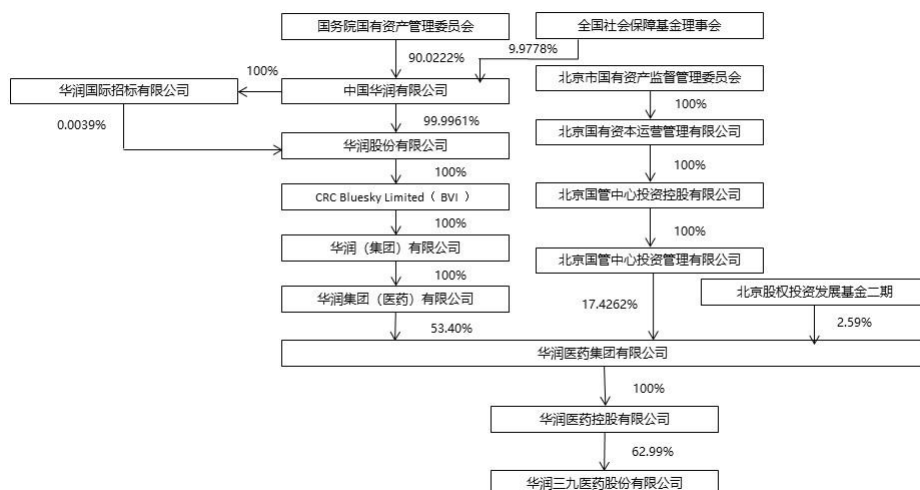 国务院国有资产管理委员会
全国社会保障基金理事会
90.0222%
9.9778%
北京市国有资产监督管理委员会
100%
华润国际招标有限公司
中国华润有限公司
100%
0.0039%
99.9961%
北京国有资本运营管理有限公司
华润股份有限公司
100%
100%
CRC Bluesky Limited（ BVI ）
北京国管中心投资控股有限公司
100%
100%
华润（集团）有限公司
北京国管中心投资管理有限公司
100%
华润集团（医药）有限公司
17.4262%
北京股权投资发展基金二期
53.40%
2.59%
华润医药集团有限公司
100%
华润医药控股有限公司
62.99%
华润三九医药股份有限公司